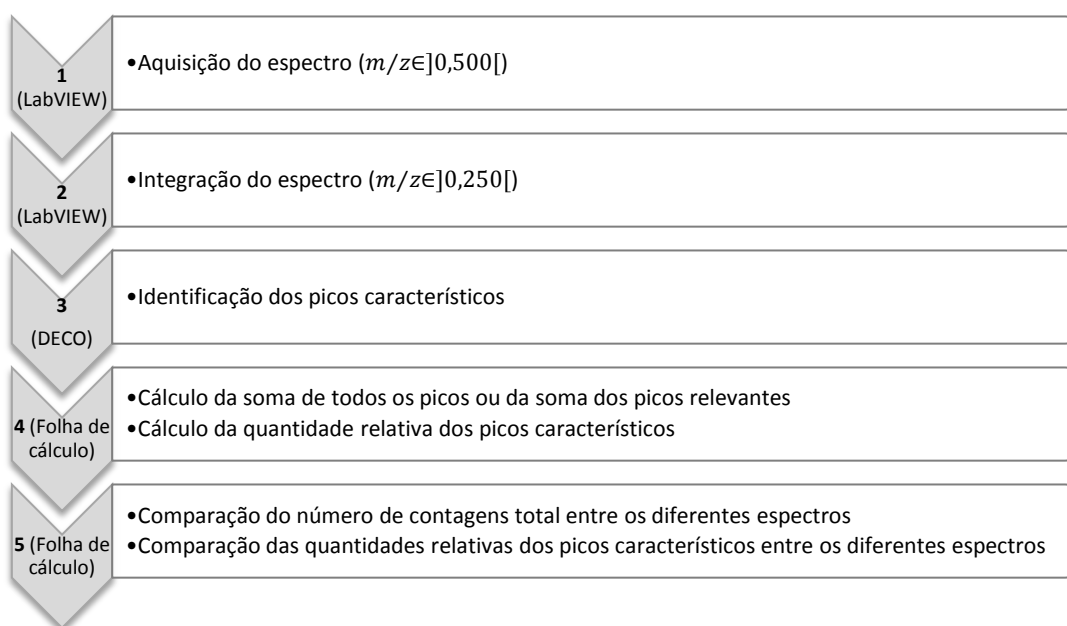 1
(LabVIEW)
•Aquisição do espectro (m/z∈]0,500[)
2
(LabVIEW)
•Integração do espectro (m/z∈]0,250[)
3
(DECO)
•Identificação dos picos característicos
4 (Folha de
cálculo)
•Cálculo da soma de todos os picos ou da soma dos picos relevantes
•Cálculo da quantidade relativa dos picos característicos
5 (Folha de
cálculo)
•Comparação do número de contagens total entre os diferentes espectros
•Comparação das quantidades relativas dos picos característicos entre os diferentes espectros